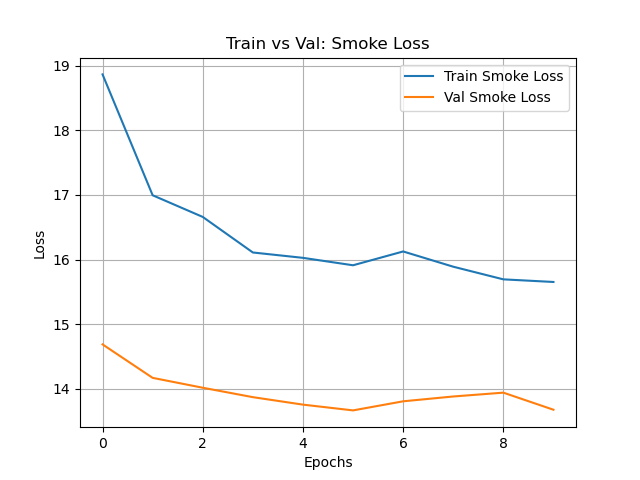 Train vs Val: Smoke Loss
Train Smoke Loss
Val Smoke Loss
19
18
17
16
15
14
Loss
0 2 4 6 8
Epochs